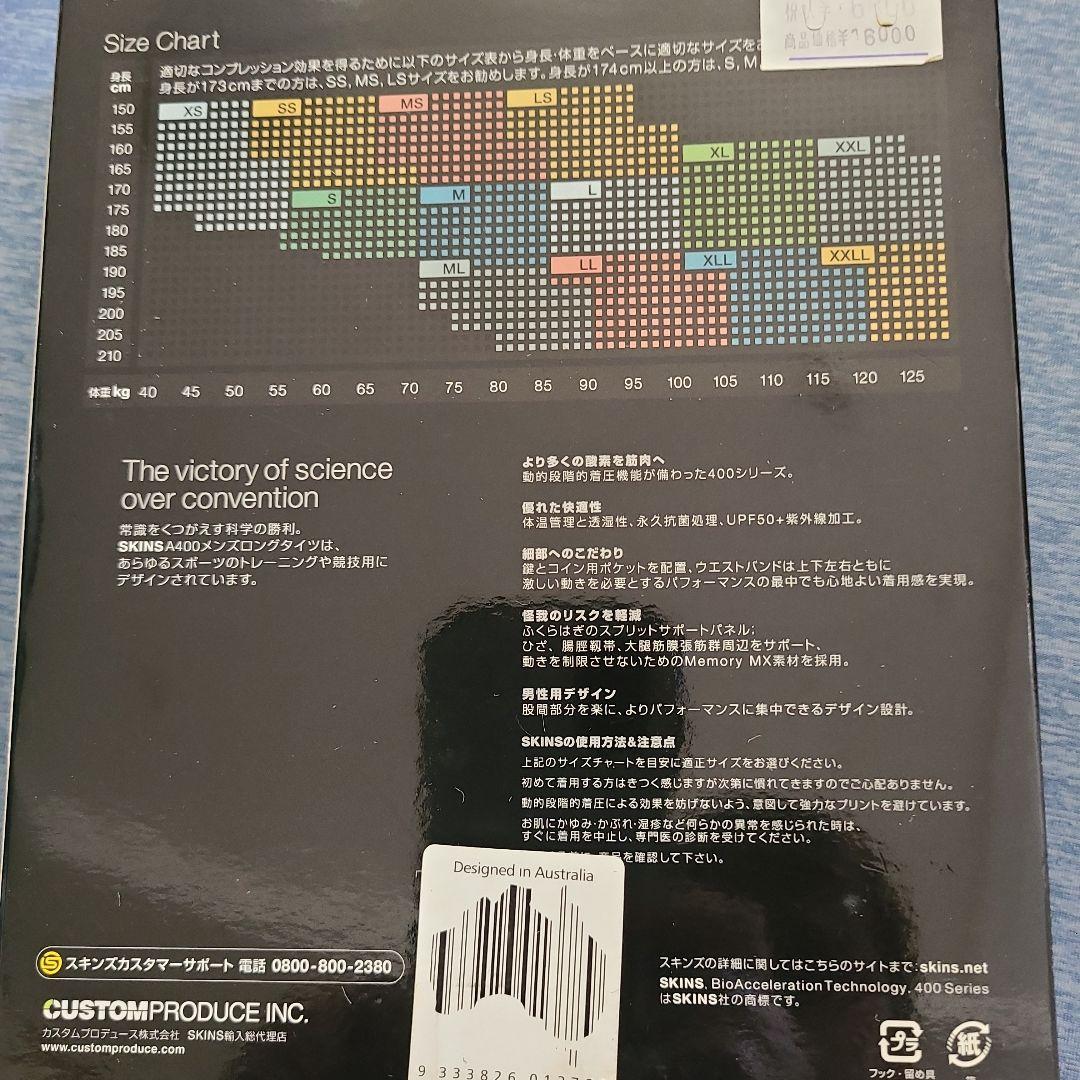 Size Chart
商品価格¥16000
適切なコンプレッション効果を得るために以下のサイズ表から身長・体重をベースに適切なサイズをお
身長が173cmまでの方は、SS, MS, LSサイズをお勧めします。身長が174cm以上の方は、S, M
身長
cm
150
155
160
165
170
175
180
185
190
195
200
205
210
XS SS MS LS
XL XXL
S M L
ML LL XLL XXLL
体重kg 40 45 50 55 60 65 70 75 80 85 90 95 100 105 110 115 120 125
The victory of science
over convention
常識をくつがえす科学の勝利。
SKINS A400メンズロングタイツは、
あらゆるスポーツのトレーニングや競技用に
デザインされています。
より多くの酸素を筋肉へ
動的段階的着圧機能が備わった400シリーズ。
優れた快適性
体温管理と透湿性、永久抗菌処理、UPF50+紫外線加工。
細部へのこだわり
鍵とコイン用ポケットを配置、ウエストバンドは上下左右ともに
激しい動きを必要とするパフォーマンスの最中でも心地よい着用感を実現。
怪我のリスクを軽減
ふくらはぎのスプリットサポートパネル;
ひざ、腸脛靱帯、大腿筋膜張筋群周辺をサポート、
動きを制限させないためのMemory MX素材を採用。
男性用デザイン
股間部分を楽に、よりパフォーマンスに集中できるデザイン設計。
SKINSの使用方法&注意点
上記のサイズチャートを目安に適正サイズをお選びください。
初めて着用する方はきつく感じますが次第に慣れてきますのでご心配ありません。
動的段階的着圧による効果を妨げないよう、意図して強力なプリントを避けています。
お肌にかゆみ・かぶれ・湿疹など何らかの異常を感じられた時は、
すぐに着用を中止し、専門医の診断を受けてください。
を確認して下さい。
Designed in Australia
9 333826 01
スキンズカスタマーサポート 電話 0800-800-2380
CUSTOMPRODUCE INC.
カスタムプロデュース株式会社 SKINS輸入総代理店
www.customproduce.com
スキンズの詳細に関してはこちらのサイトまで:skins.net
SKINS, BioAcceleration Technology, 400 Series
はSKINS社の商標です。
プラ 紙
フック・留め具